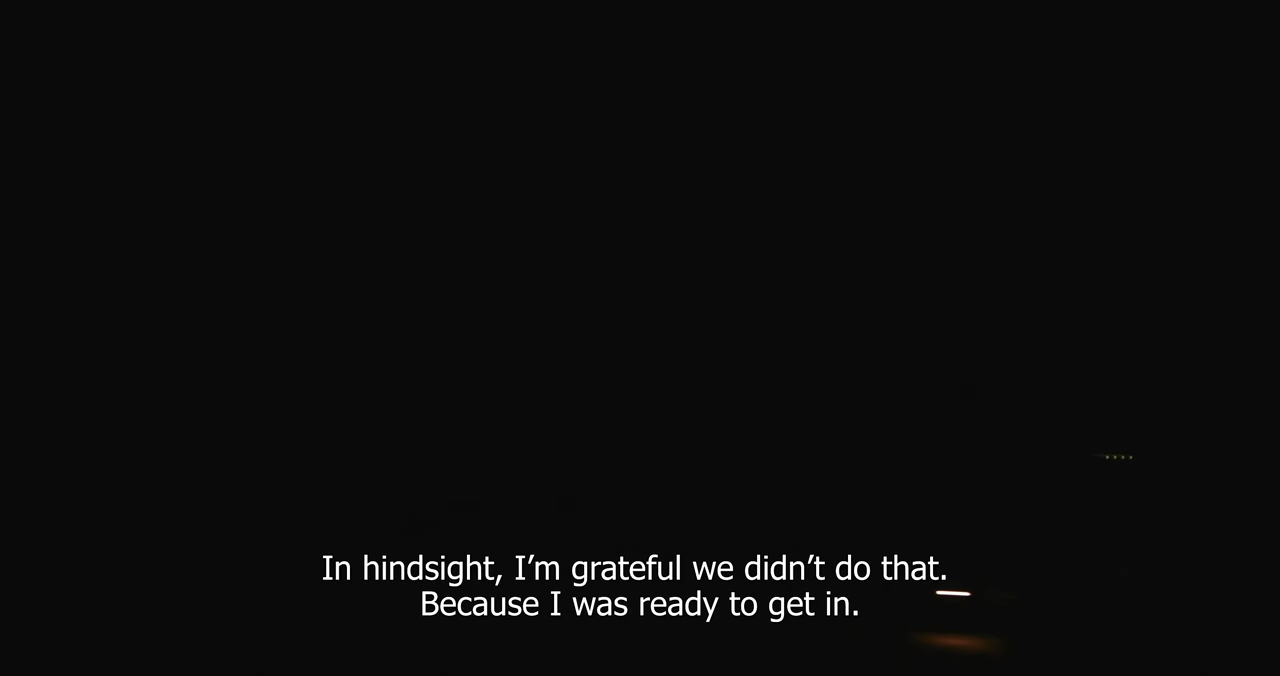 In hindsight, I’m grateful we didn’t do that.
Because I was ready to get in.